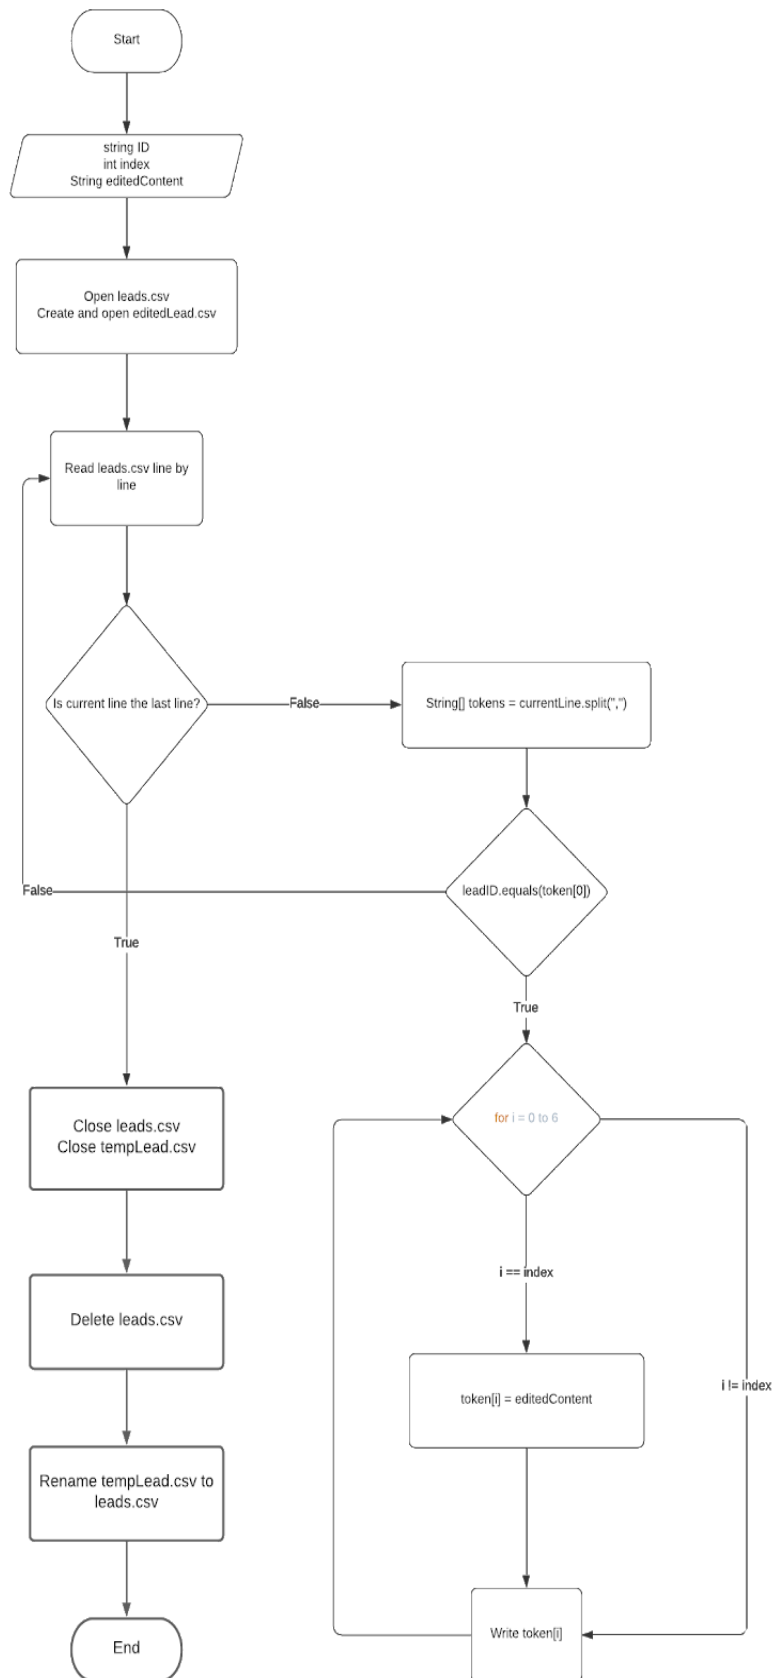 Start
string ID
int index
String editedContent
Open leads.csv
Create and open editedLead.csv
Read leads.csv line by
line
Is current line the last line?
False
String[] tokens = currentLine.split(",")
leadID.equals(token[0])
False
True
True
for i = 0 to 6
Close leads.csv
Close tempLead.csv
i == index
Delete leads.csv
i != index
token[i] = editedContent
Rename tempLead.csv to
leads.csv
Write token[i]
End